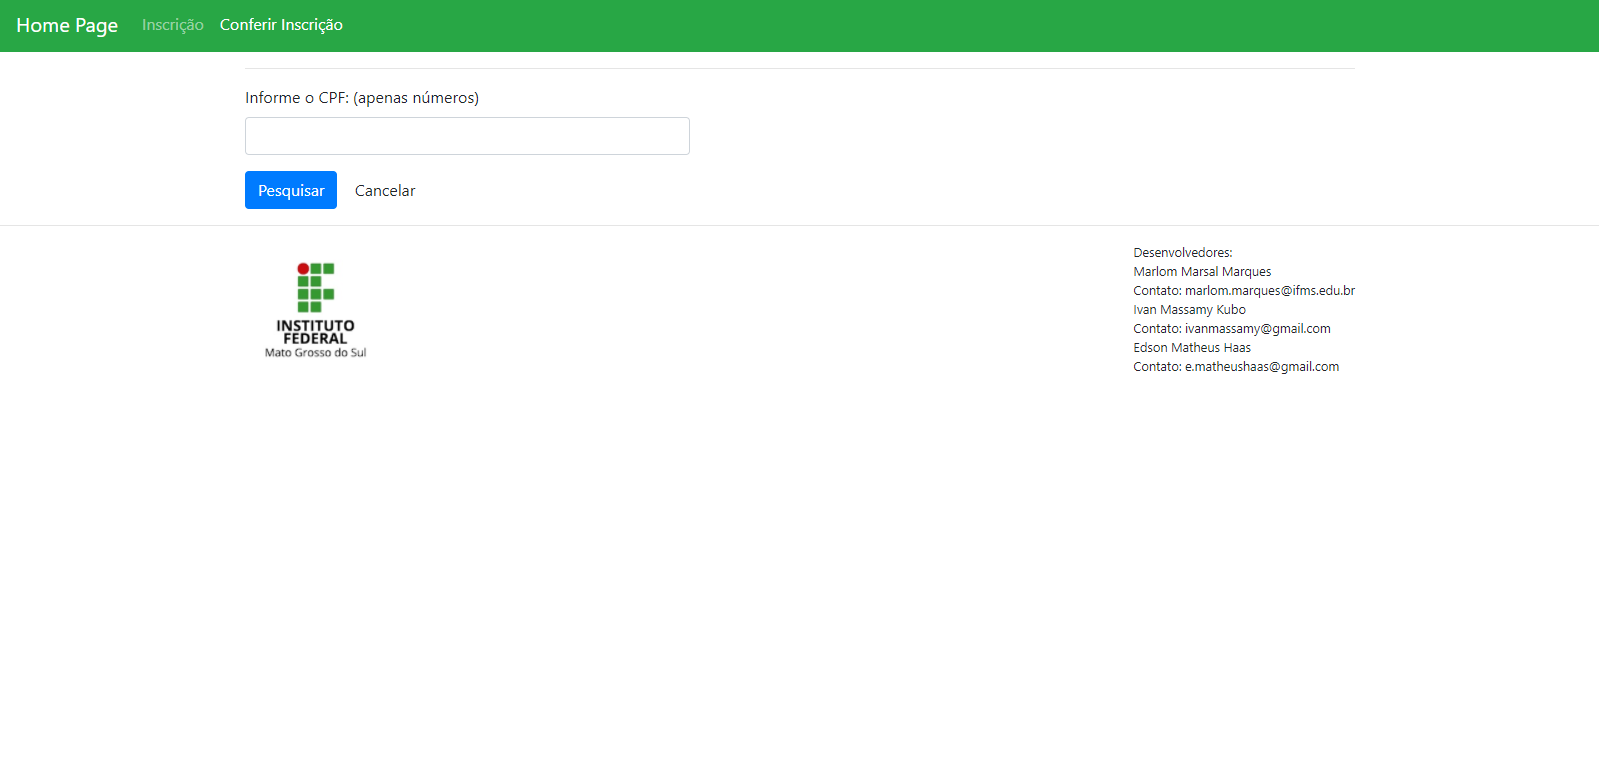 Home Page Inscrição Conferir Inscrição
Informe o CPF: (apenas números)
Pesquisar Cancelar
INSTITUTO
FEDERAL
Mato Grosso do Sul
Desenvolvedores:
Marlom Marsal Marques
Contato: marlom.marques@ifms.edu.br
Ivan Massamy Kubo
Contato: ivanmassamy@gmail.com
Edson Matheus Haas
Contato: e.matheushaas@gmail.com